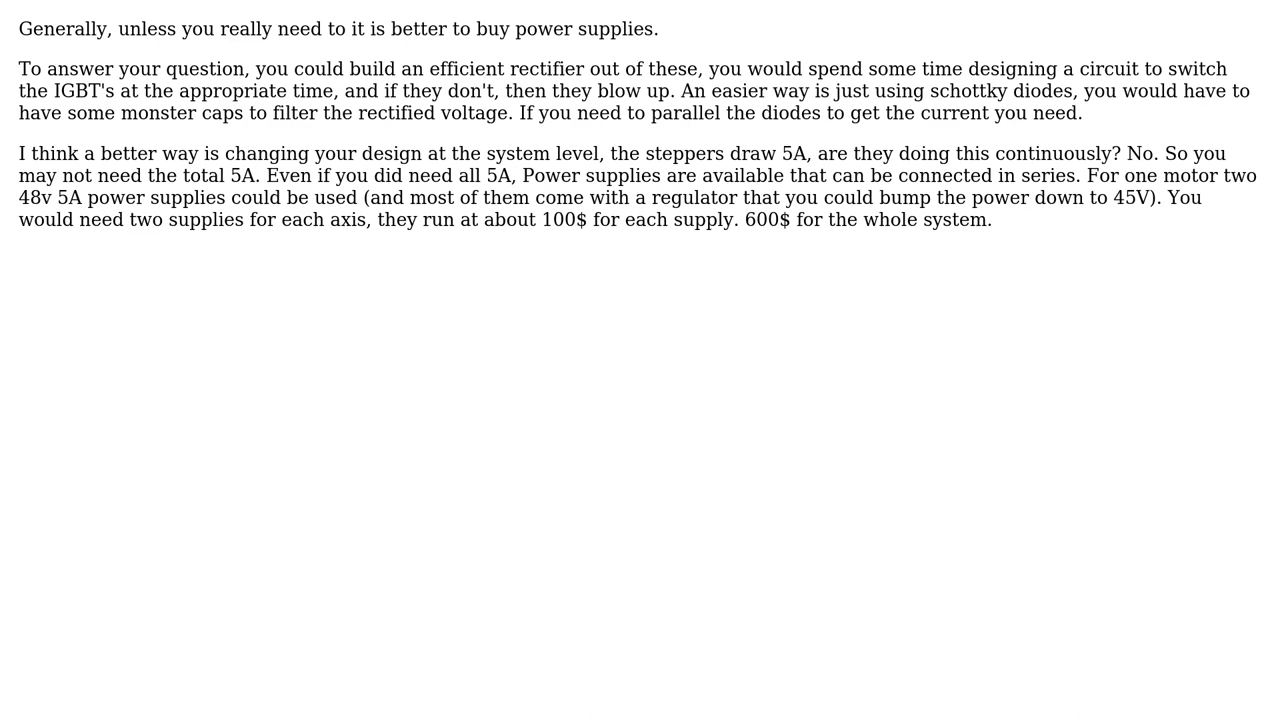 Generally, unless you really need to it is better to buy power supplies.
To answer your question, you could build an efficient rectifier out of these, you would spend some time designing a circuit to switch
the IGBT's at the appropriate time, and if they don't, then they blow up. An easier way is just using schottky diodes, you would have to
have some monster caps to filter the rectified voltage. If you need to parallel the diodes to get the current you need.
I think a better way is changing your design at the system level, the steppers draw 5A, are they doing this continuously? No. So you
may not need the total 5A. Even if you did need all 5A, Power supplies are available that can be connected in series. For one motor two
48v 5A power supplies could be used (and most of them come with a regulator that you could bump the power down to 45V). You
would need two supplies for each axis, they run at about 100$ for each supply. 600$ for the whole system.